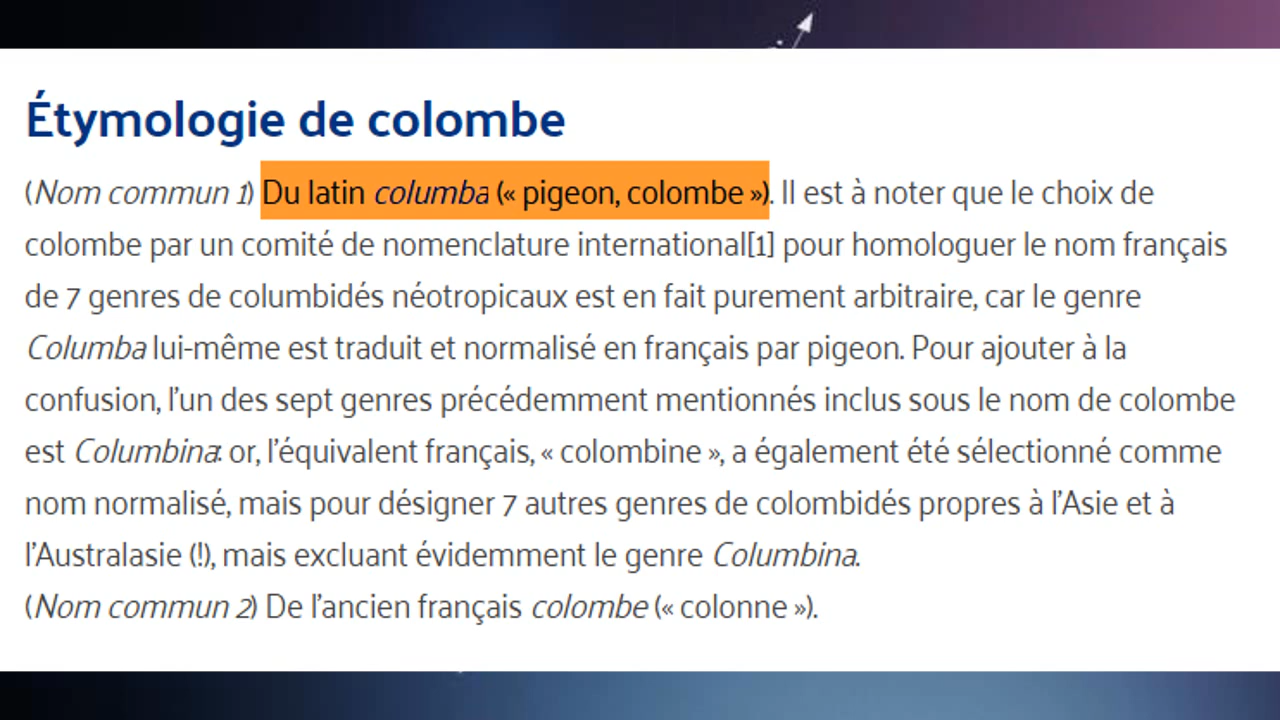 Étymologie de colombe
(Nom commun 1) Du latin columba (« pigeon, colombe »). Il est à noter que le choix de
colombe par un comité de nomenclature international[1] pour homologuer le nom français
de 7 genres de columbidés néotropicaux est en fait purement arbitraire, car le genre
Columba lui-même est traduit et normalisé en français par pigeon. Pour ajouter à la
confusion, l'un des sept genres précédemment mentionnés inclus sous le nom de colombe
est Columbina: or, l'équivalent français, « colombine », a également été sélectionné comme
nom normalisé, mais pour désigner 7 autres genres de colombidés propres à l'Asie et à
l'Australasie (!), mais excluant évidemment le genre Columbina.
(Nom commun 2) De l'ancien français colombe (« colonne »).